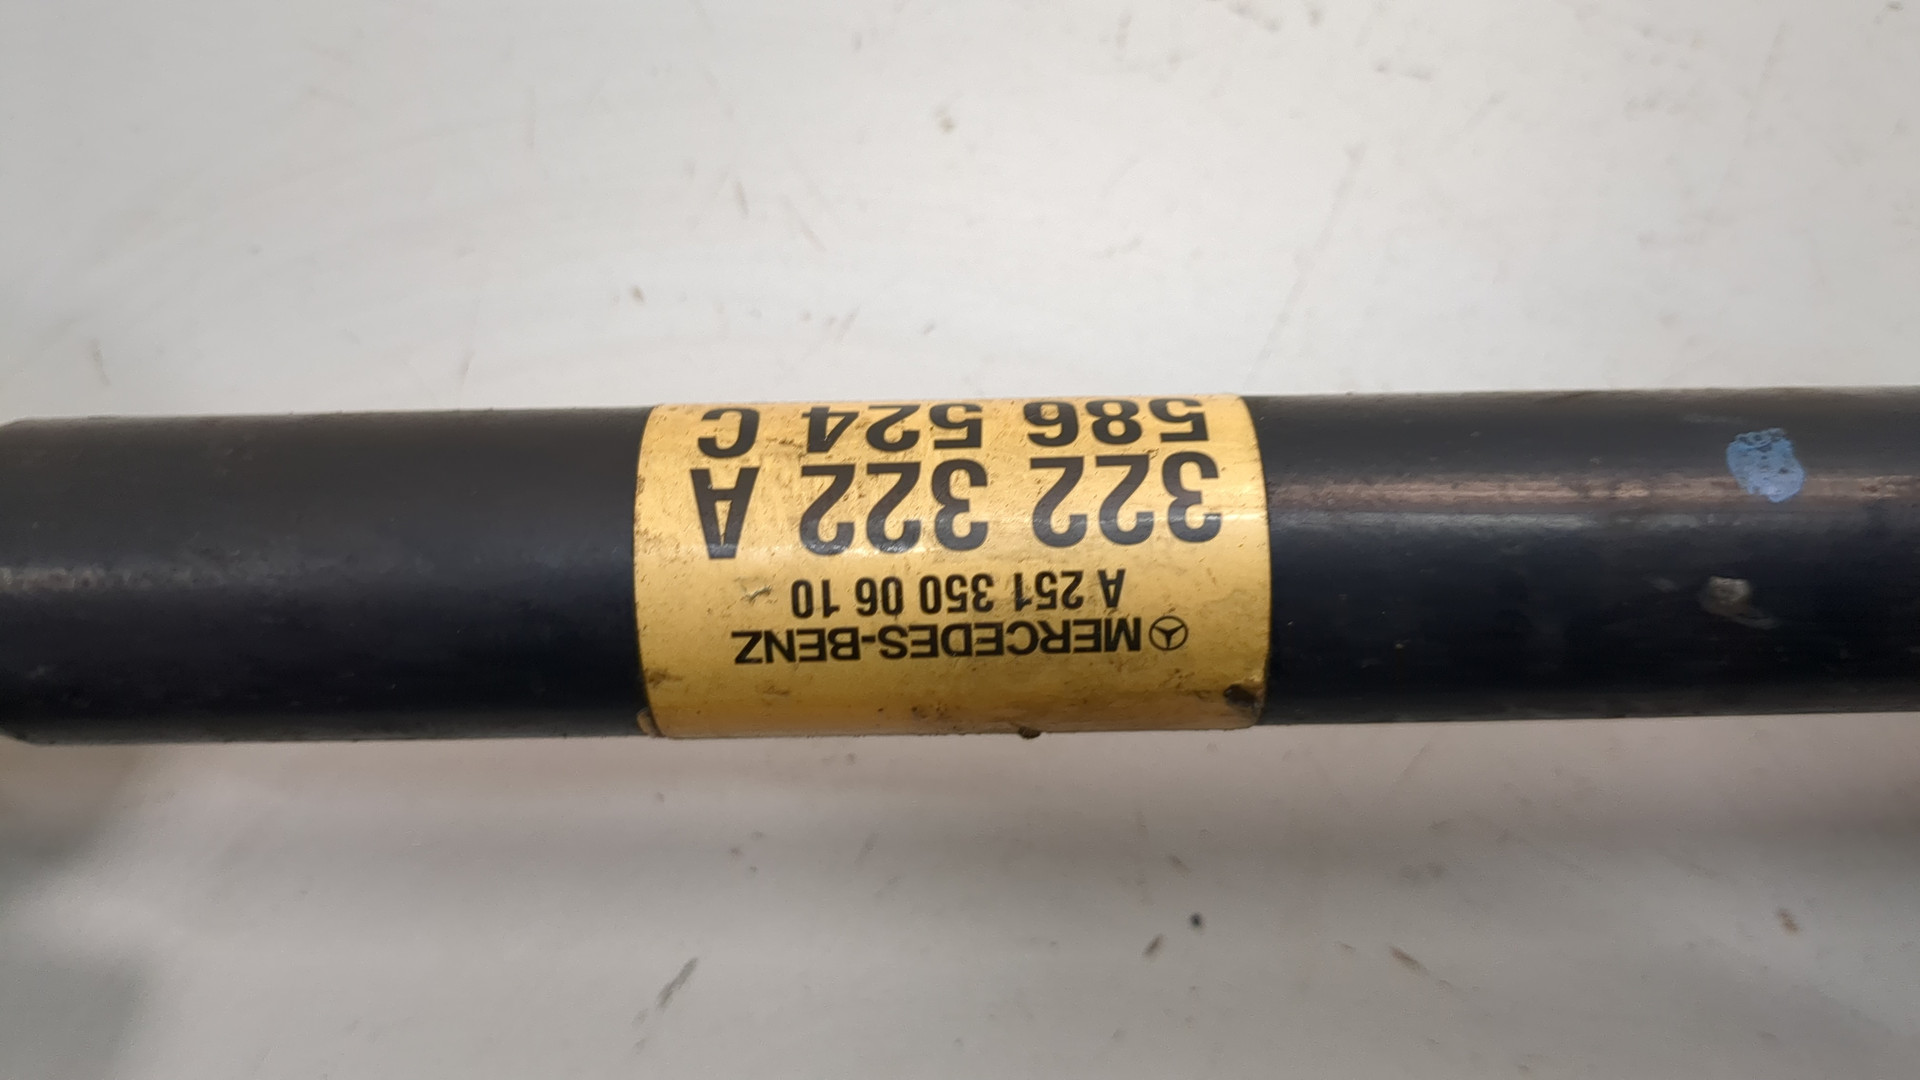 MERCEDES-BENZ
A 251 350 06 10
322 322 A
586 524 C